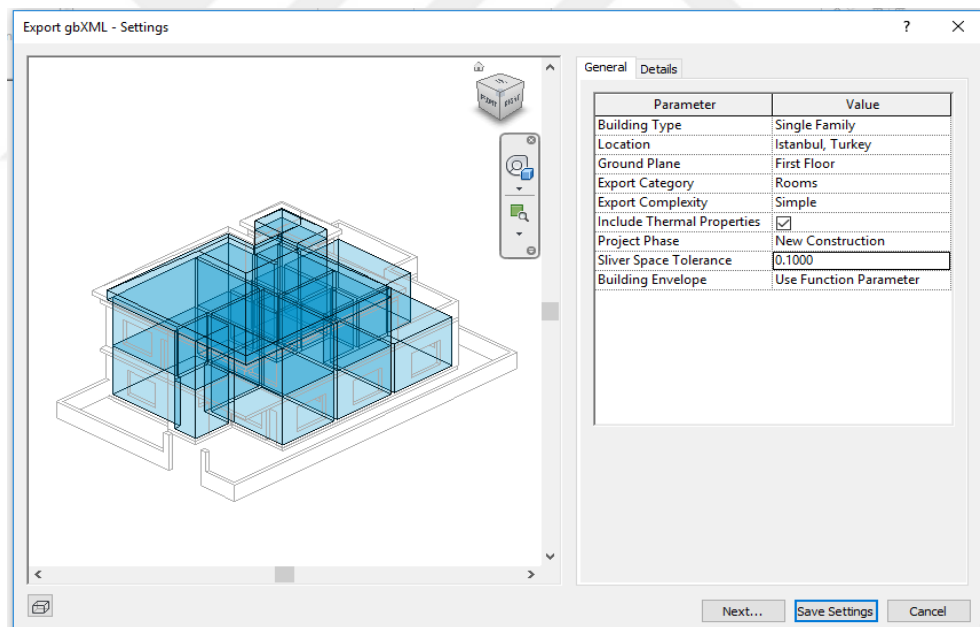 Export gbXML - Settings
General Details
Parameter Value
Building Type Single Family
Location Istanbul, Turkey
Ground Plane First Floor
Export Category Rooms
Export Complexity Simple
Include Thermal Properties
Project Phase New Construction
Sliver Space Tolerance 0.1000
Building Envelope Use Function Parameter
Next... Save Settings Cancel